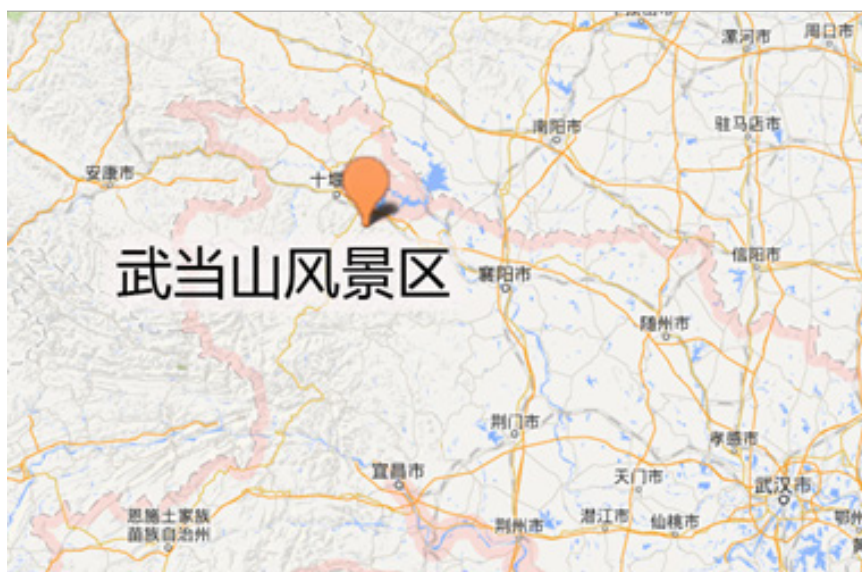 漯河市
周口市
南阳市
驻马店市
安康市
十堰
武当山风景区
襄阳市
信阳市
随州市
荆门市
孝感市
宜昌市
天门市
武汉市
恩施土家族
苗族自治州
荆州市
潜江市
仙桃市
鄂州